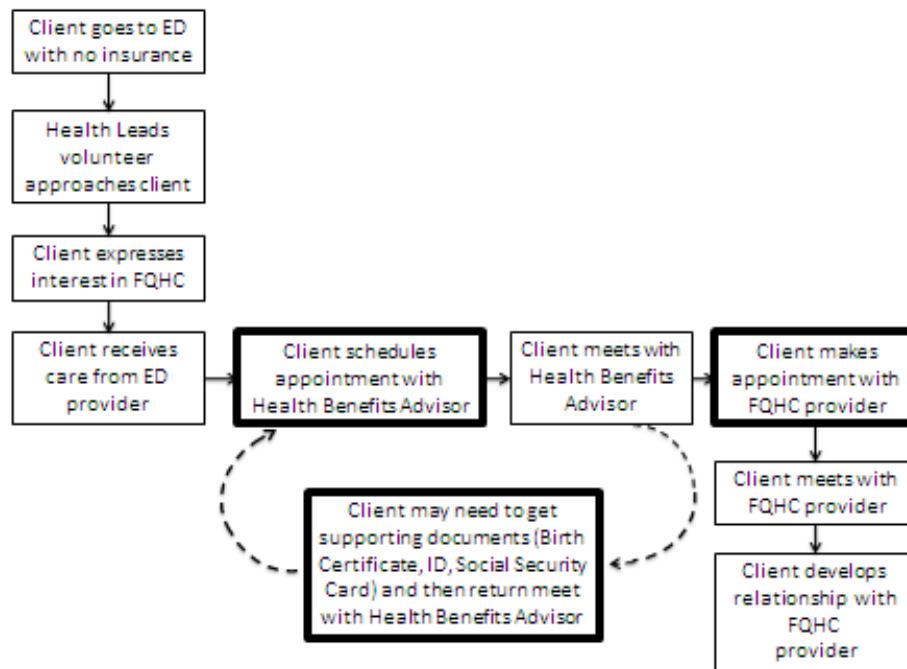 Client goes to ED
with no insurance
Health Leads
volunteer
approaches client
Client expresses
interest in FQHC
Client receives
care from ED
provider
Client schedules
appointment with
Health Benefits Advisor
Client meets with
Health Benefits
Advisor
Client makes
appointment with
FQHC provider
Client may need to get
supporting documents (Birth
Certificate, ID, Social Security
Card) and then return meet
with Health Benefits Advisor
Client meets with
FQHC provider
Client develops
relationship with
FQHC
provider